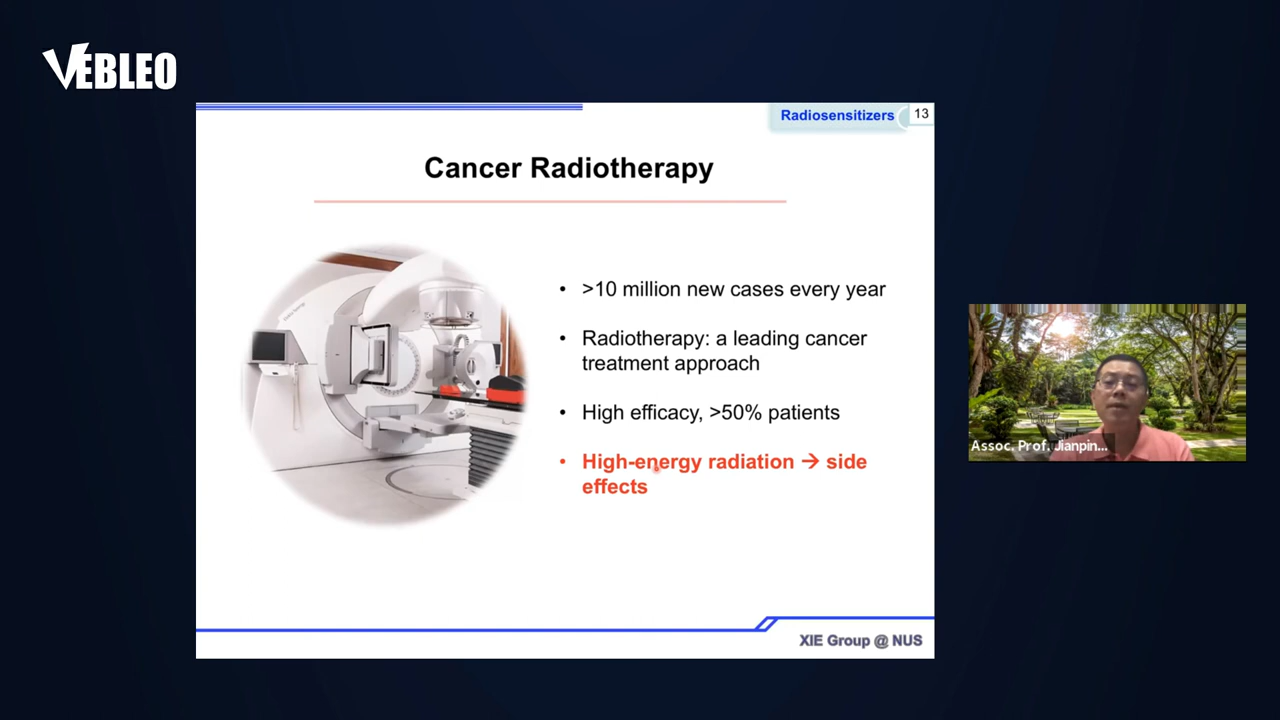 VEBLEO
Radiosensitizers
13
Cancer Radiotherapy
• >10 million new cases every year
• Radiotherapy: a leading cancer
treatment approach
• High efficacy, >50% patients
• High-energy radiation → side
effects
Assoc. Prof. Jianpin...
XIE Group @ NUS